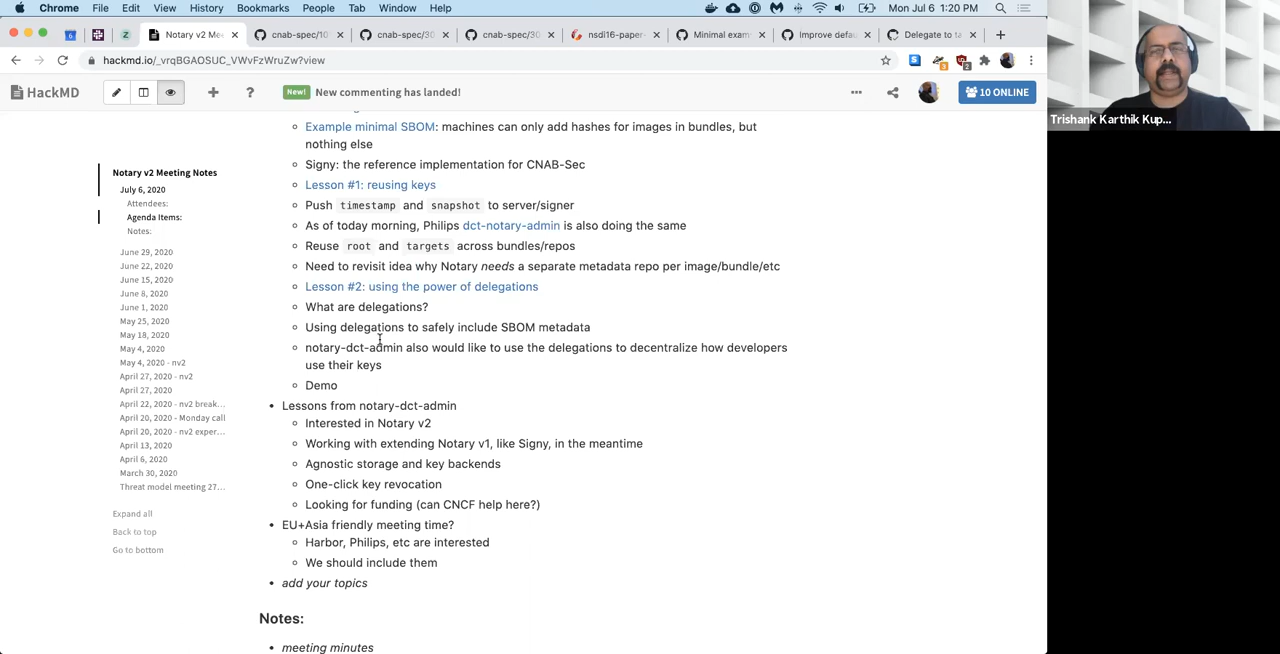 Chrome File Edit View History Bookmarks People Tab Window Help Mon Jul 6 1:20 PM
Notary v2 Mee cnab-spec/10 cnab-spec/30 cnab-spec/30 nsdi16-paper- Minimal exam Improve defau Delegate to ta
hackmd.io/_vrqBGAOSUC_VWvFzWruZw?view
HackMD New! New commenting has landed! 10 ONLINE
Trishank Karthik Kup...
Notary v2 Meeting Notes
July 6, 2020
Attendees:
Agenda Items:
Notes:
June 29, 2020
June 22, 2020
June 15, 2020
June 8, 2020
June 1, 2020
May 25, 2020
May 18, 2020
May 4, 2020
May 4, 2020 - nv2
April 27, 2020 - nv2
April 27, 2020
April 22, 2020 - nv2 break...
April 20, 2020 - Monday call
April 20, 2020 - nv2 exper...
April 13, 2020
April 6, 2020
March 30, 2020
Threat model meeting 27...
Expand all
Back to top
Go to bottom
Example minimal SBOM: machines can only add hashes for images in bundles, but
nothing else
Signy: the reference implementation for CNAB-Sec
Lesson #1: reusing keys
Push timestamp and snapshot to server/signer
As of today morning, Philips dct-notary-admin is also doing the same
Reuse root and targets across bundles/repos
Need to revisit idea why Notary needs a separate metadata repo per image/bundle/etc
Lesson #2: using the power of delegations
What are delegations?
Using delegations to safely include SBOM metadata
notary-dct-admin also would like to use the delegations to decentralize how developers
use their keys
Demo
Lessons from notary-dct-admin
Interested in Notary v2
Working with extending Notary v1, like Signy, in the meantime
Agnostic storage and key backends
One-click key revocation
Looking for funding (can CNCF help here?)
EU+Asia friendly meeting time?
Harbor, Philips, etc are interested
We should include them
add your topics
Notes:
meeting minutes